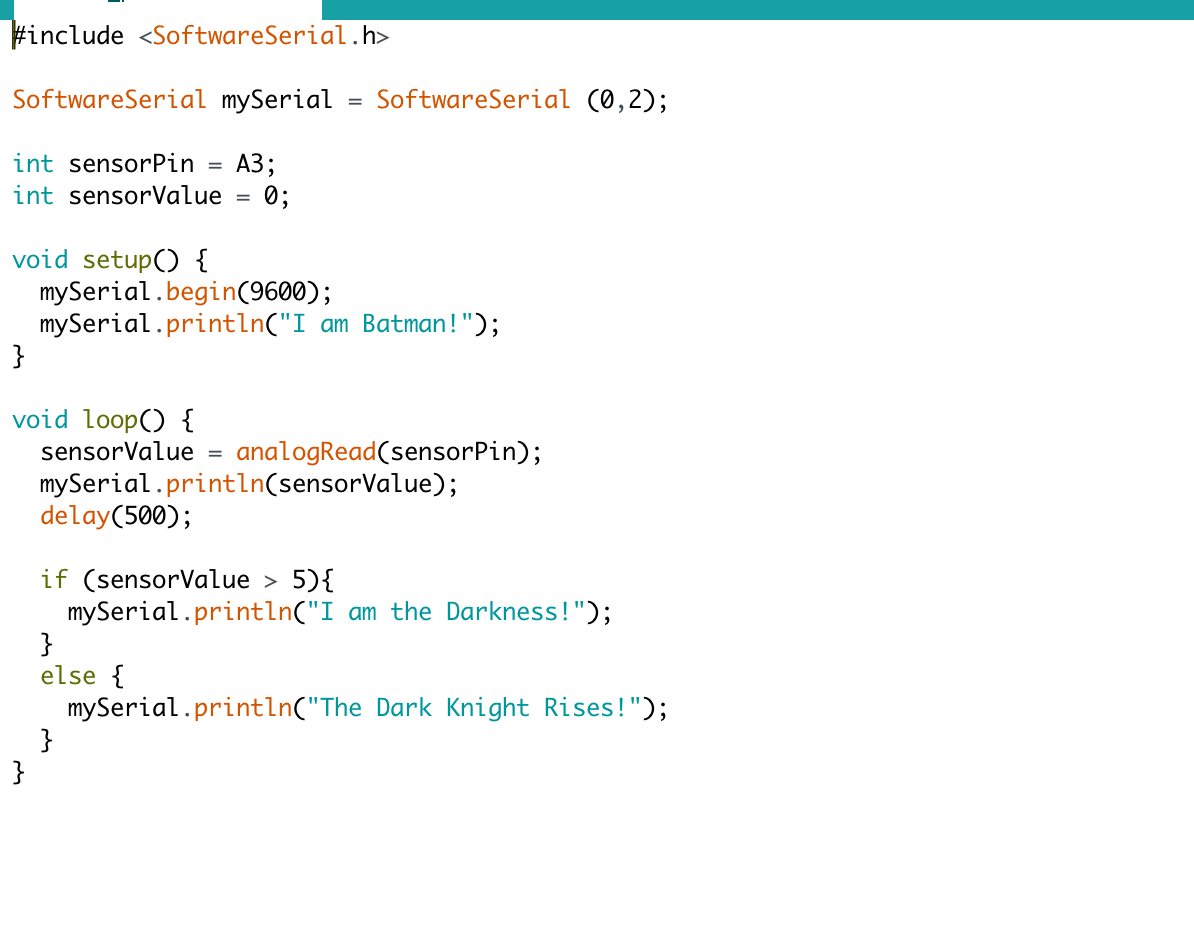 #include <SoftwareSerial.h>
SoftwareSerial mySerial = SoftwareSerial (0,2);
int sensorPin = A3;
int sensorValue = 0;
void setup() {
mySerial.begin(9600);
mySerial.println("I am Batman!");
}
void loop() {
sensorValue = analogRead(sensorPin);
mySerial.println(sensorValue);
delay(500);
if (sensorValue > 5){
mySerial.println("I am the Darkness!");
}
else {
mySerial.println("The Dark Knight Rises!");
}
}